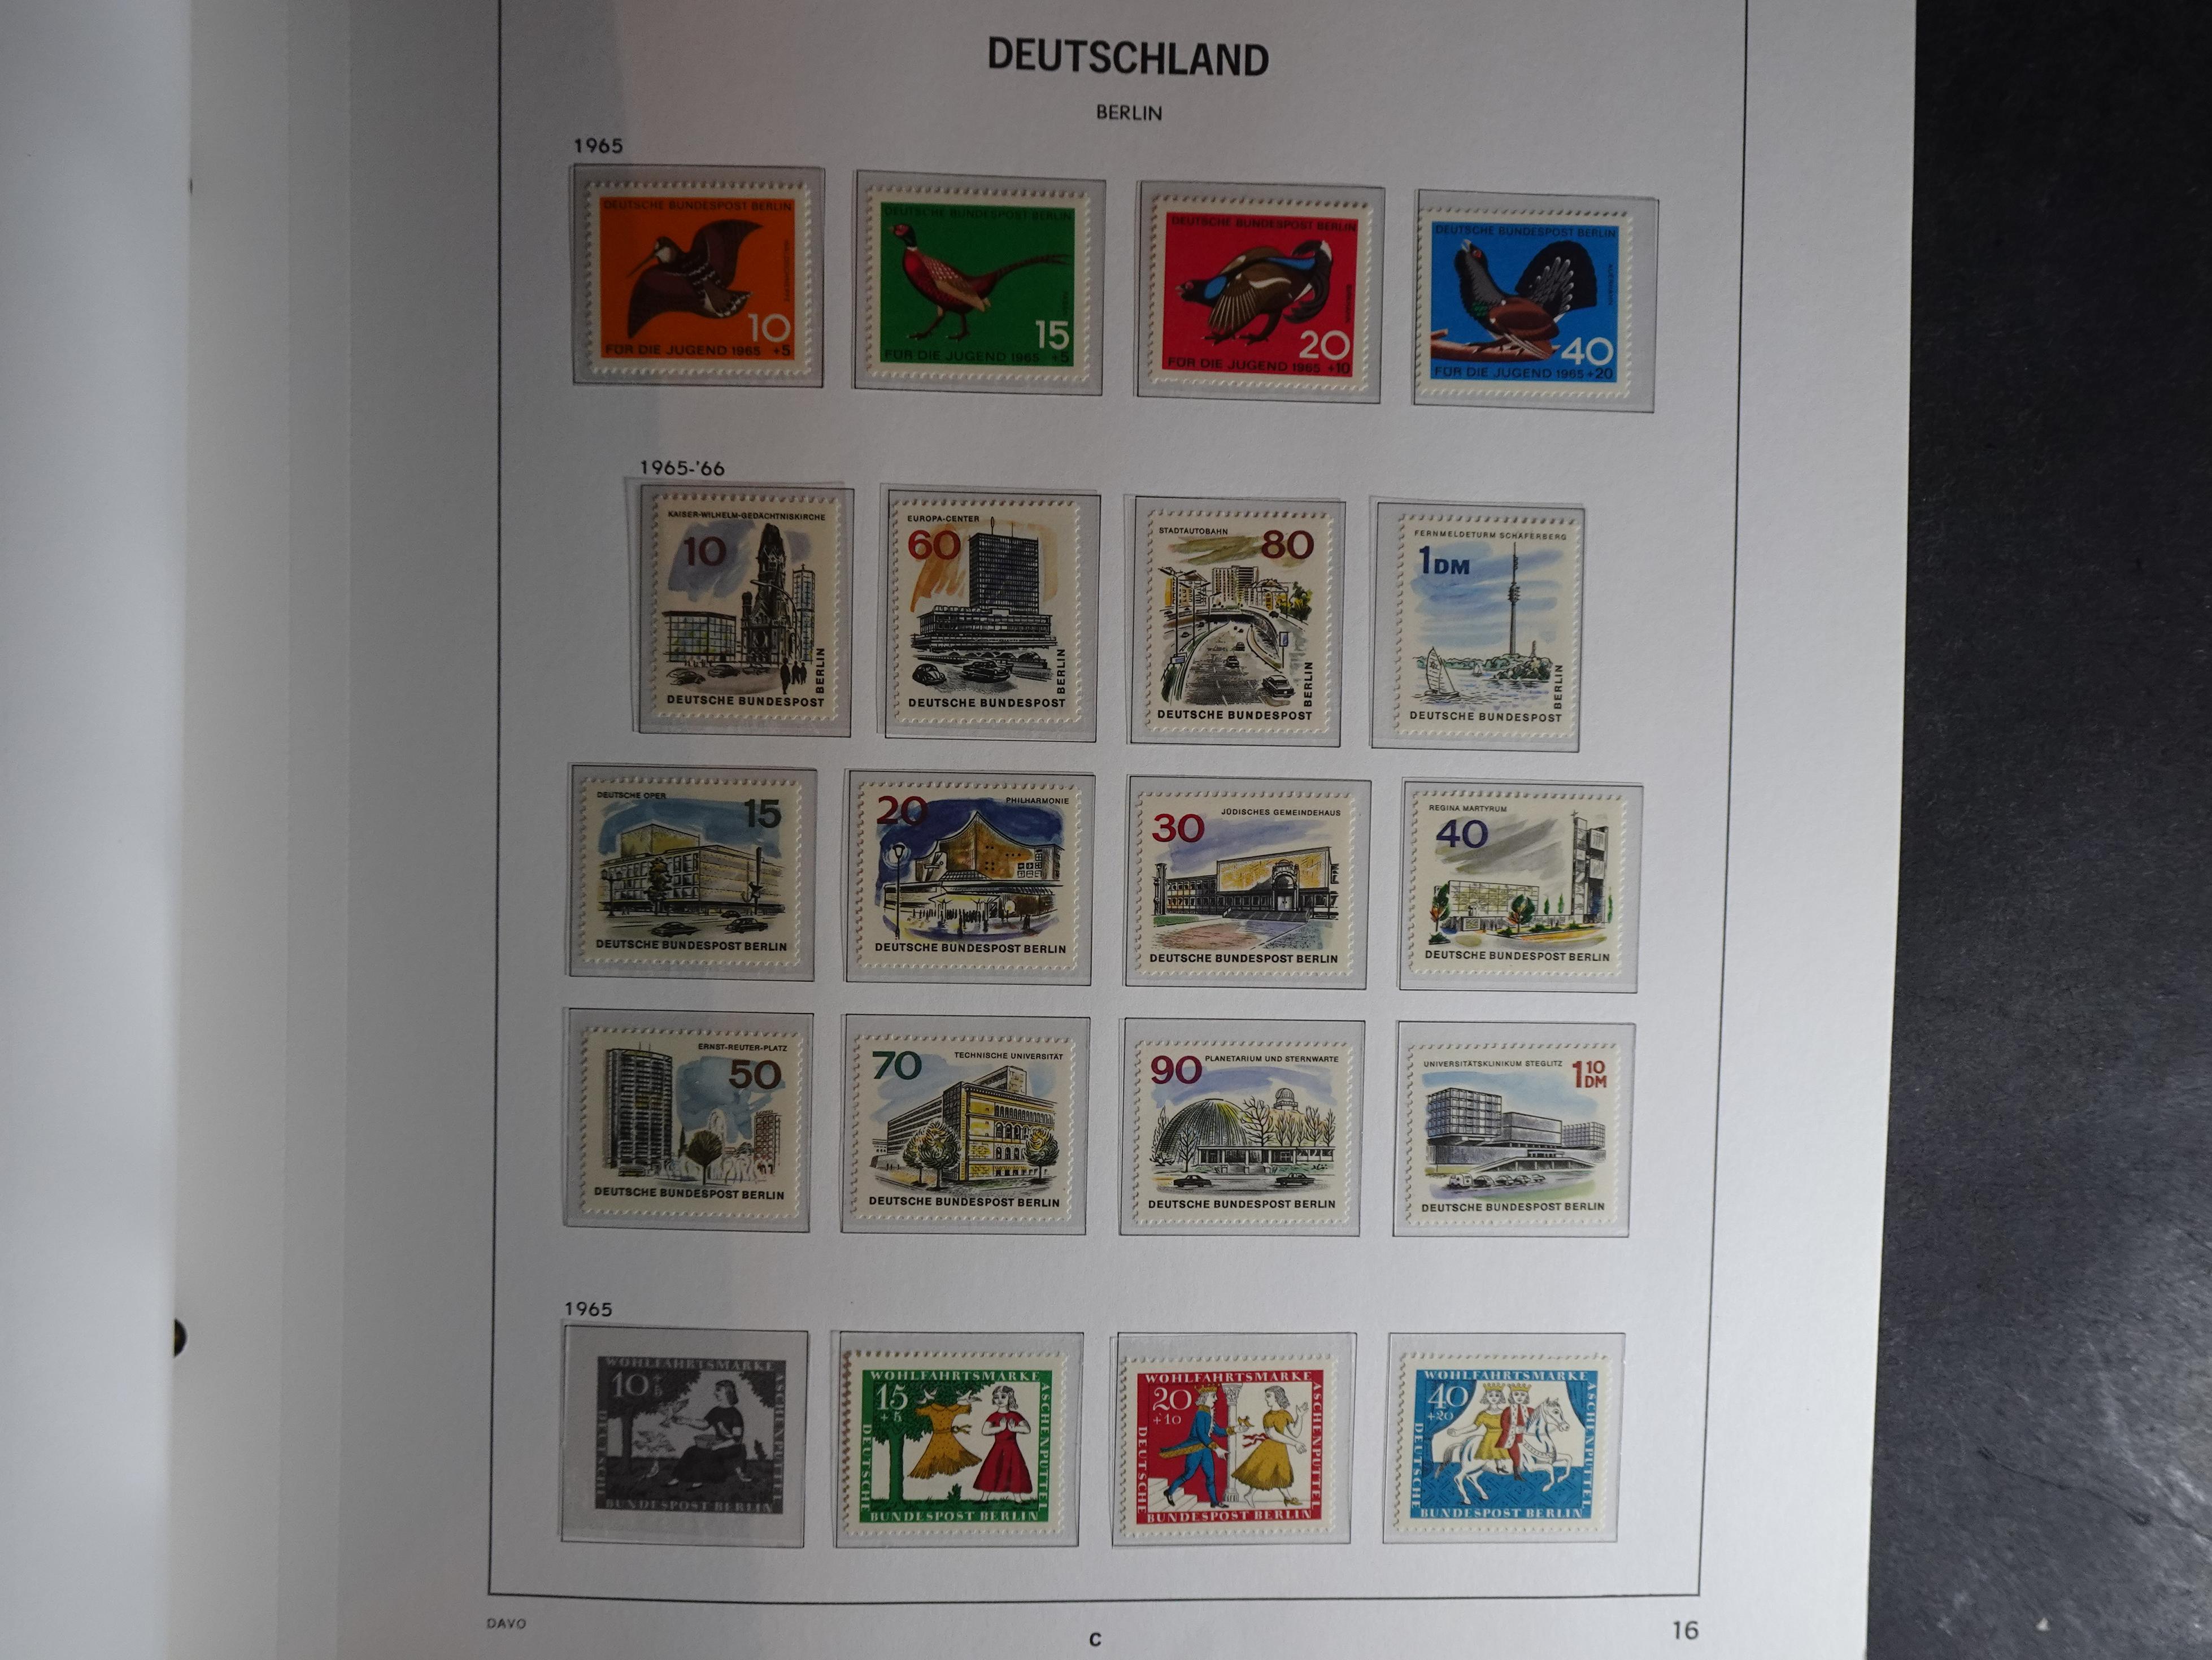 DEUTSCHLAND
BERLIN
1965
DEUTSCHE BUNDESPOST BERLIN
10
FÜR DIE JUGEND 1965 +5
DEUTSCHE BUNDESPOST BERLIN
15
FÜR DIE JUGEND 1965 +5
DEUTSCHE BUNDESPOST BERLIN
20
FÜR DIE JUGEND 1965 +10
DEUTSCHE BUNDESPOST BERLIN
40
FÜR DIE JUGEND 1965 +20
1965-'66
KAISER-WILHELM-GEDÄCHTNISKIRCHE
10
BERLIN
DEUTSCHE BUNDESPOST
EUROPA-CENTER
60
BERLIN
DEUTSCHE BUNDESPOST
STADTAUTOBAHN
80
BERLIN
DEUTSCHE BUNDESPOST
FERNMELDETURM SCHÄFERBERG
1DM
BERLIN
DEUTSCHE BUNDESPOST
DEUTSCHE OPER
15
DEUTSCHE BUNDESPOST BERLIN
20
PHILHARMONIE
DEUTSCHE BUNDESPOST BERLIN
JÜDISCHES GEMEINDEHAUS
30
DEUTSCHE BUNDESPOST BERLIN
REGINA MARTYRUM
40
DEUTSCHE BUNDESPOST BERLIN
ERNST-REUTER-PLATZ
50
DEUTSCHE BUNDESPOST BERLIN
70
TECHNISCHE UNIVERSITÄT
DEUTSCHE BUNDESPOST BERLIN
90
PLANETARIUM UND STERNWARTE
DEUTSCHE BUNDESPOST BERLIN
UNIVERSITÄTSKLINIKUM STEGLITZ
1 10 DM
DEUTSCHE BUNDESPOST BERLIN
1965
WOHLFAHRTSMARKE
10 +5
ASCHENPUTTEL
DEUTSCHE
BUNDESPOST BERLIN
WOHLFAHRTSMARKE
15
+5
ASCHENPUTTEL
DEUTSCHE
BUNDESPOST BERLIN
WOHLFAHRTSMARKE
20
+10
ASCHENPUTTEL
DEUTSCHE
BUNDESPOST BERLIN
WOHLFAHRTSMARKE
40
+20
ASCHENPUTTEL
DEUTSCHE
BUNDESPOST BERLIN
DAVO
C
16